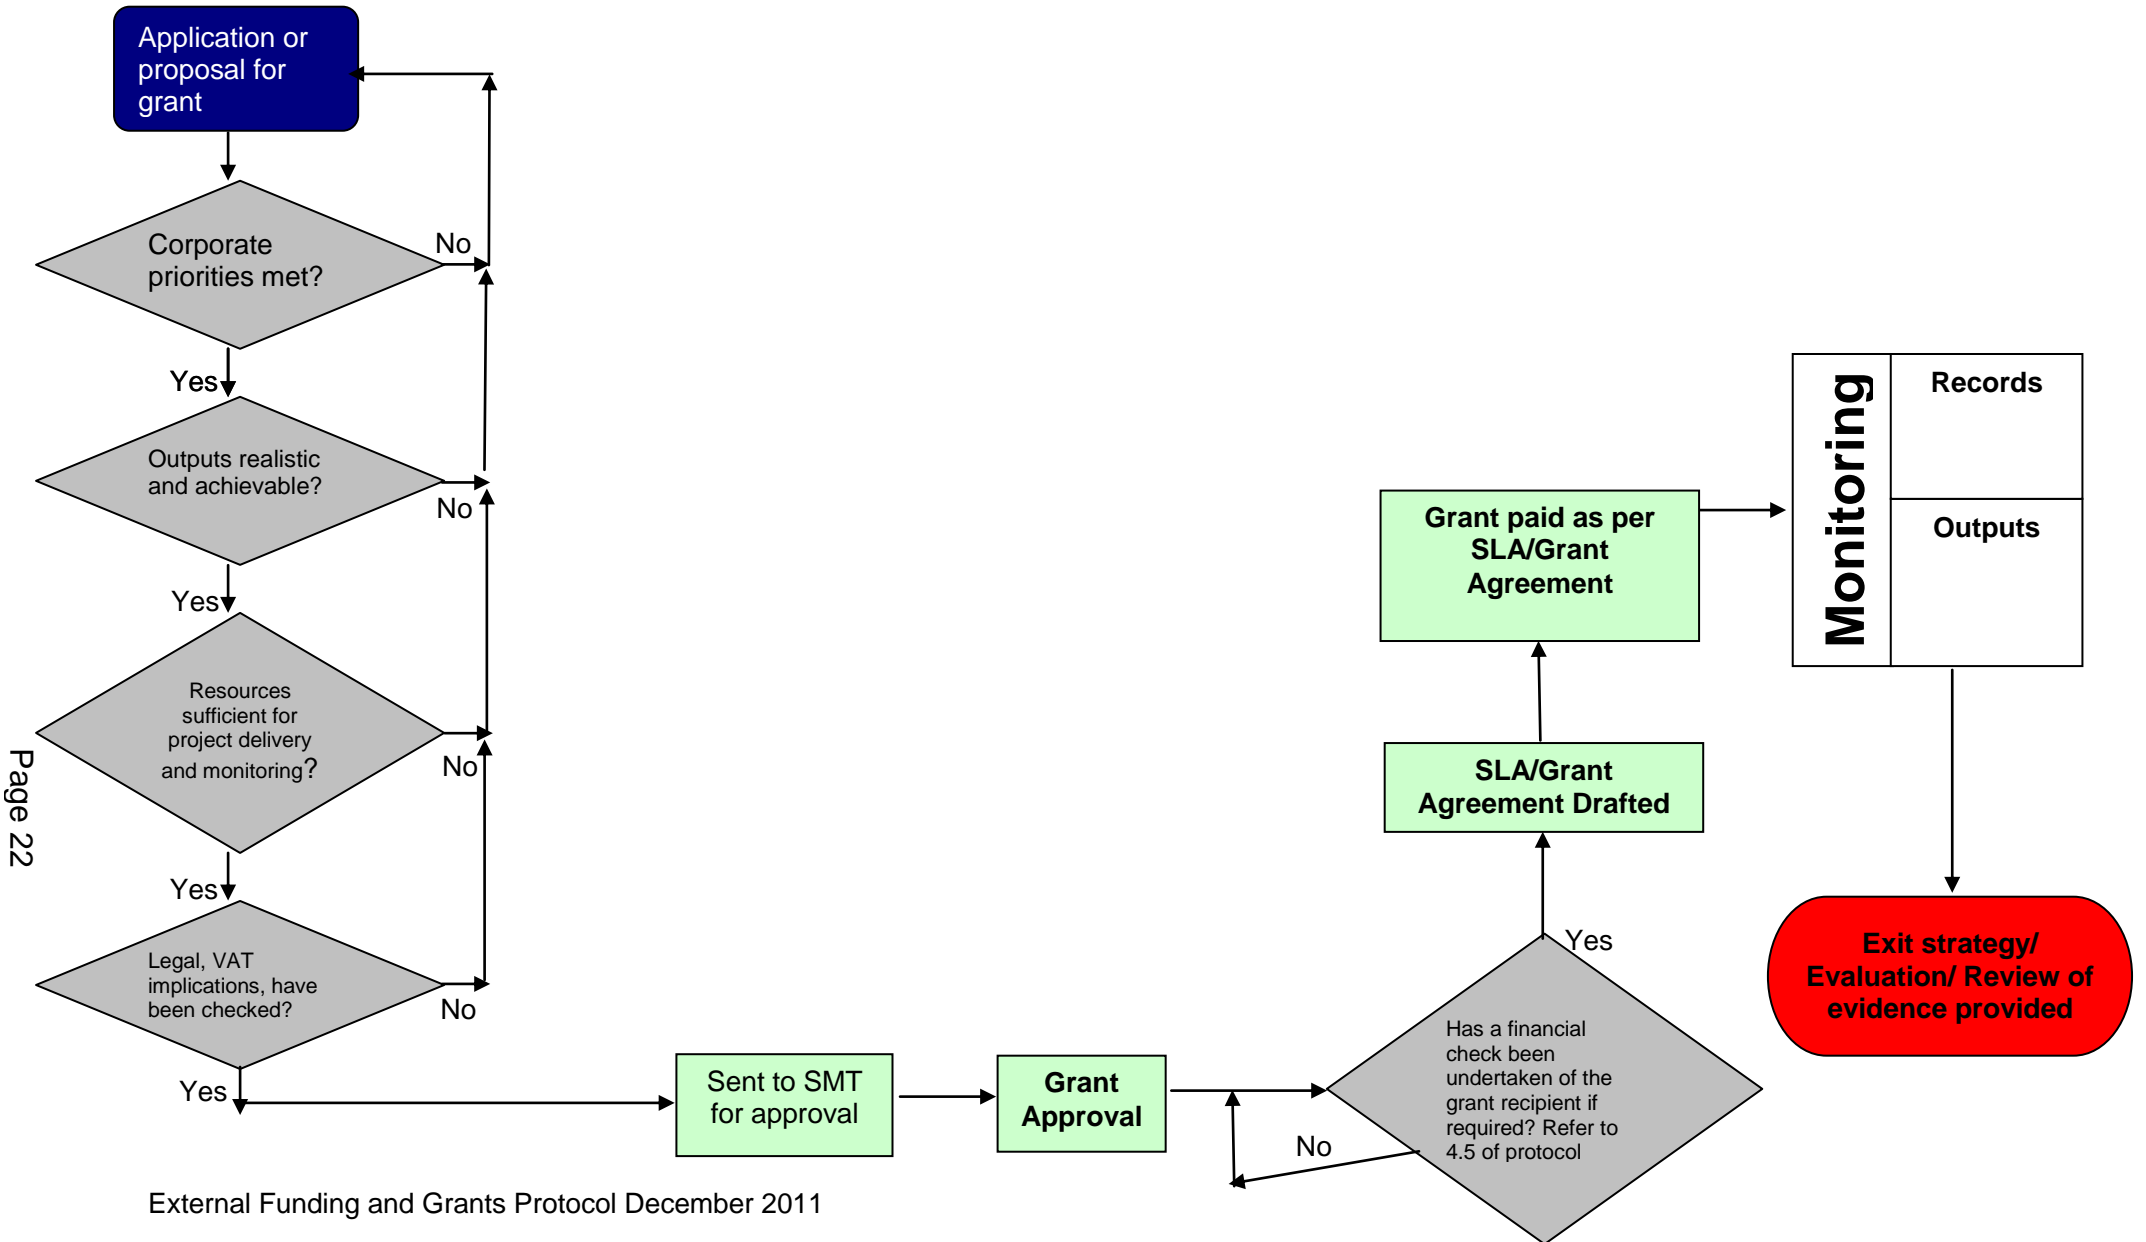 Application or
proposal for
grant
Corporate
priorities met?
No
Yes
Outputs realistic
and achievable?
No
Yes
Resources
sufficient for
project delivery
and monitoring?
No
Yes
Legal, VAT
implications, have
been checked?
No
Yes
Sent to SMT
for approval
Grant
Approval
Has a financial
check been
undertaken of the
grant recipient if
required? Refer to
4.5 of protocol
No
Yes
SLA/Grant
Agreement Drafted
Grant paid as per
SLA/Grant
Agreement
Monitoring
Records
Outputs
Exit strategy/
Evaluation/ Review of
evidence provided
External Funding and Grants Protocol December 2011
Page 22